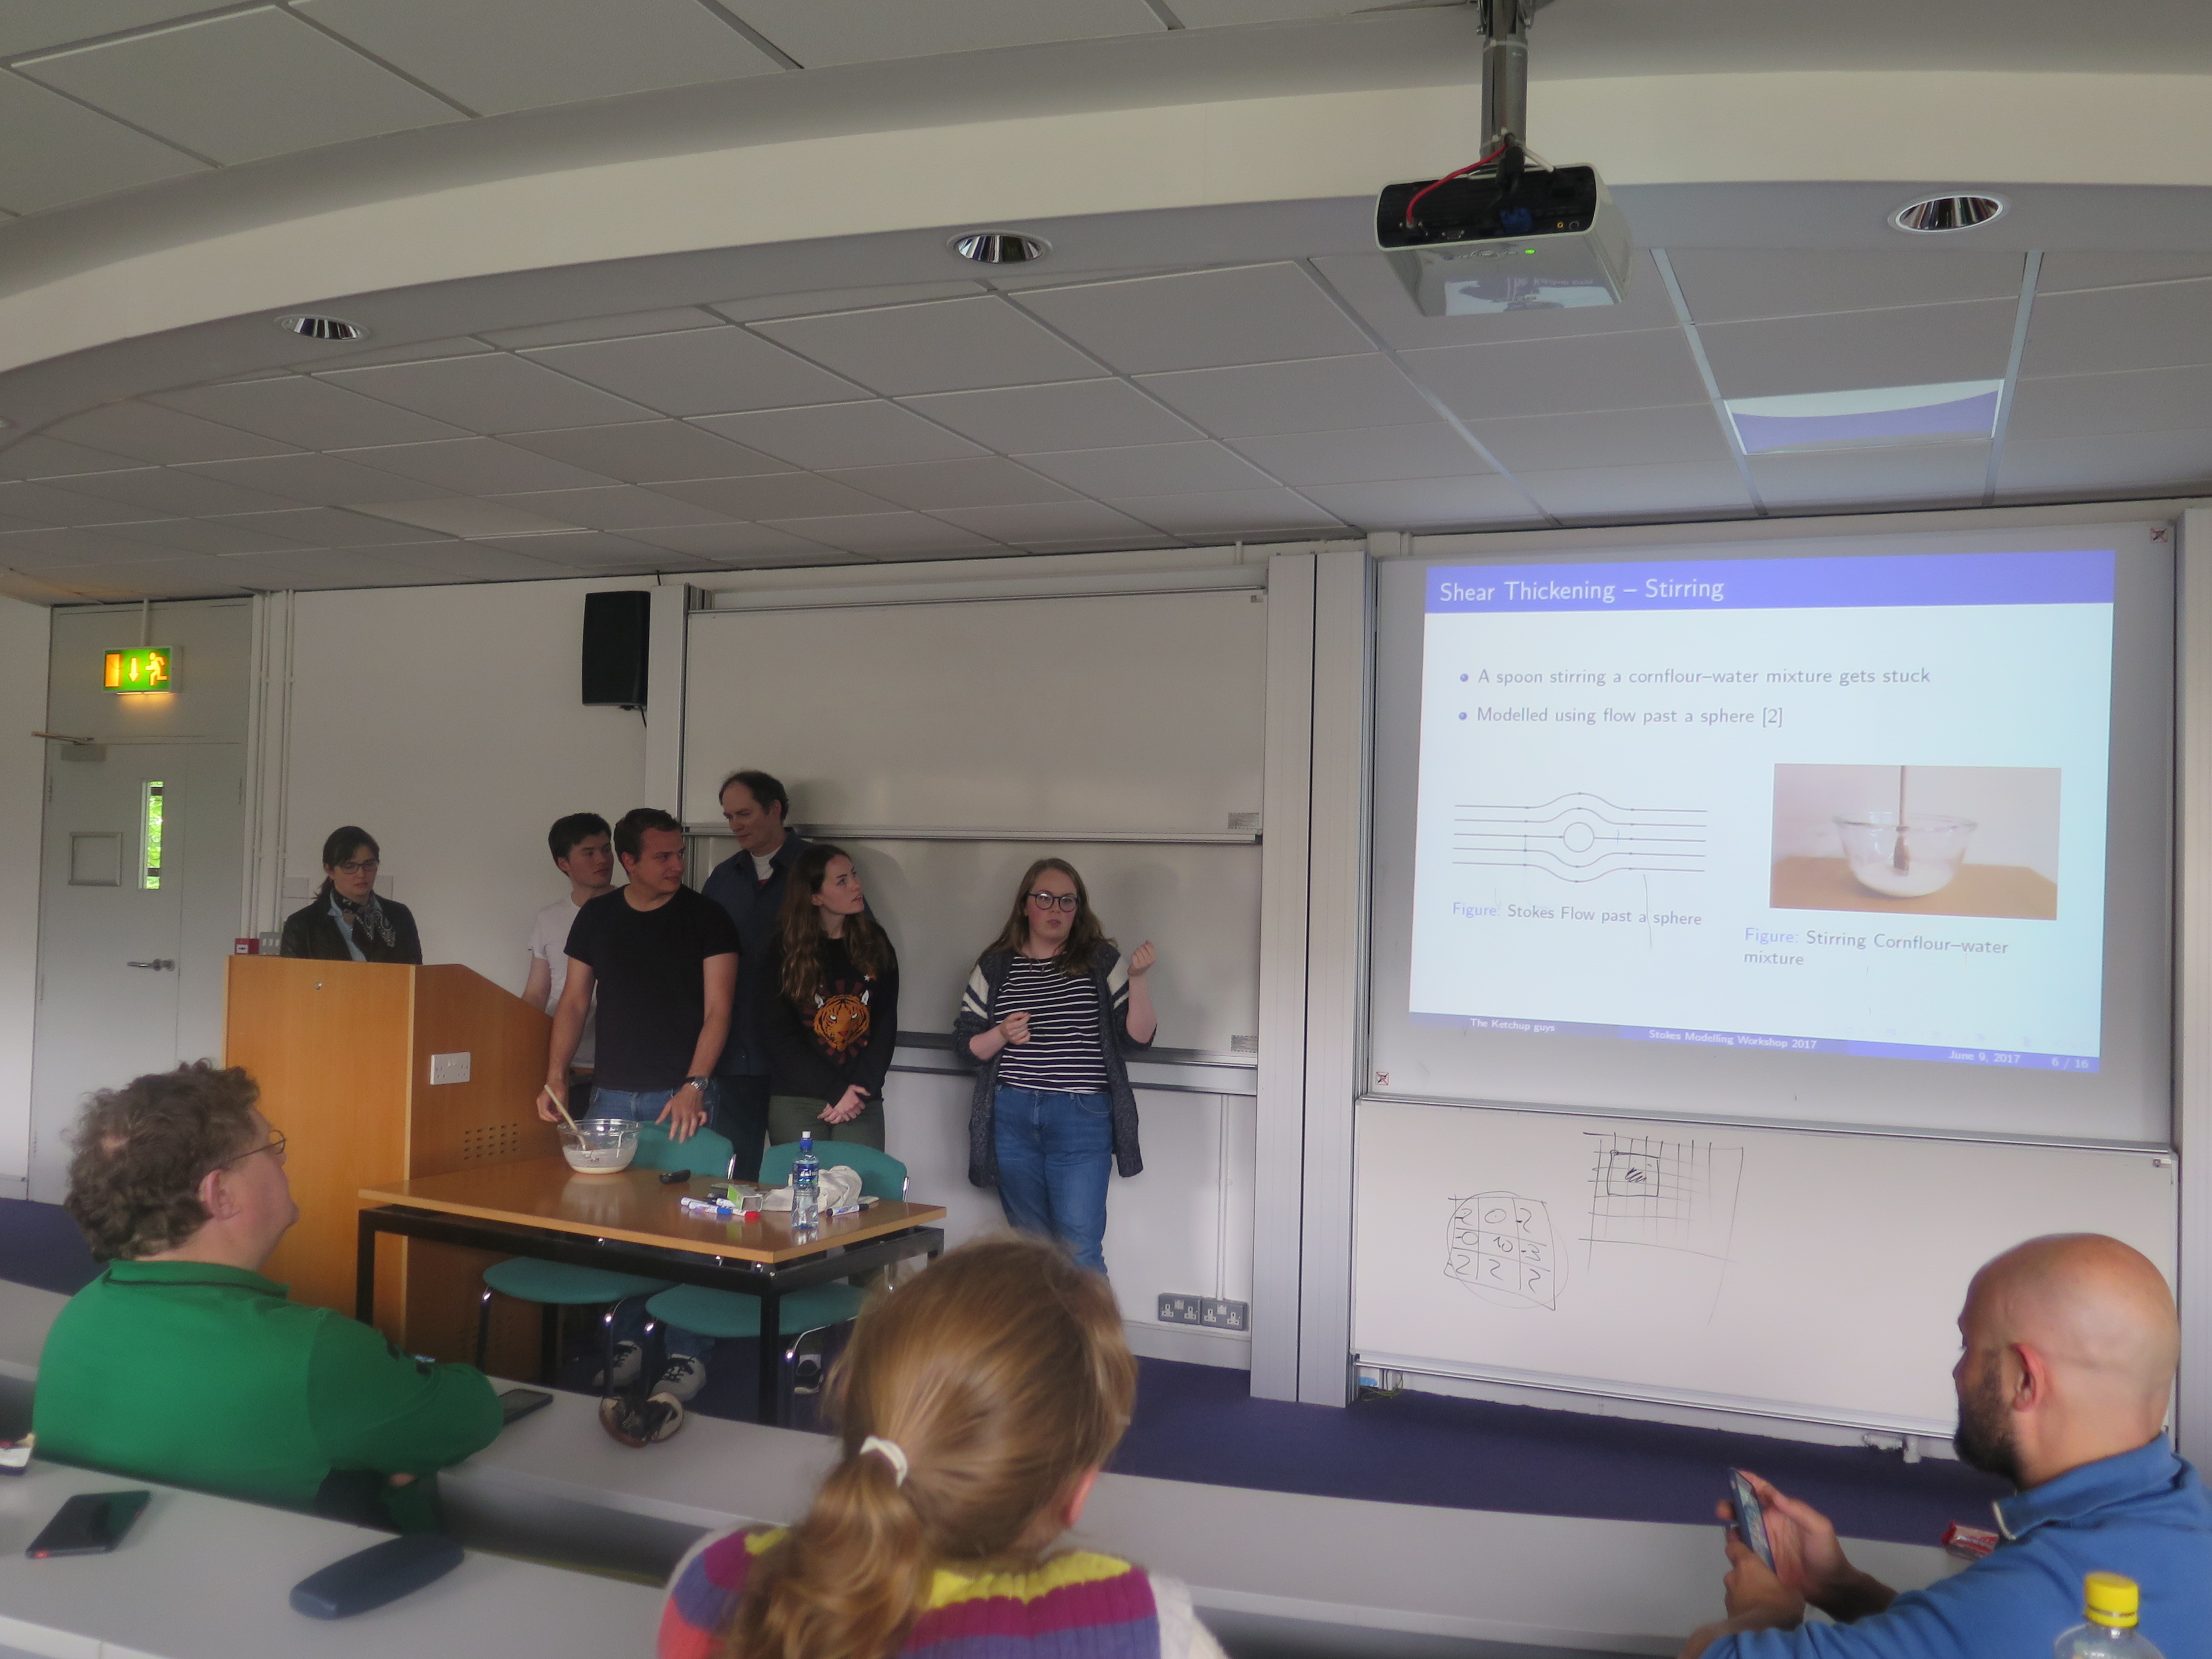 Shear Thickening – Stirring
A spoon stirring a cornflour–water mixture gets stuck
Modelled using flow past a sphere [2]
Figure: Stokes Flow past a sphere
Figure: Stirring Cornflour–water
mixture
The Ketchup guys
Stokes Modelling Workshop 2017
June 9, 2017
6 / 16